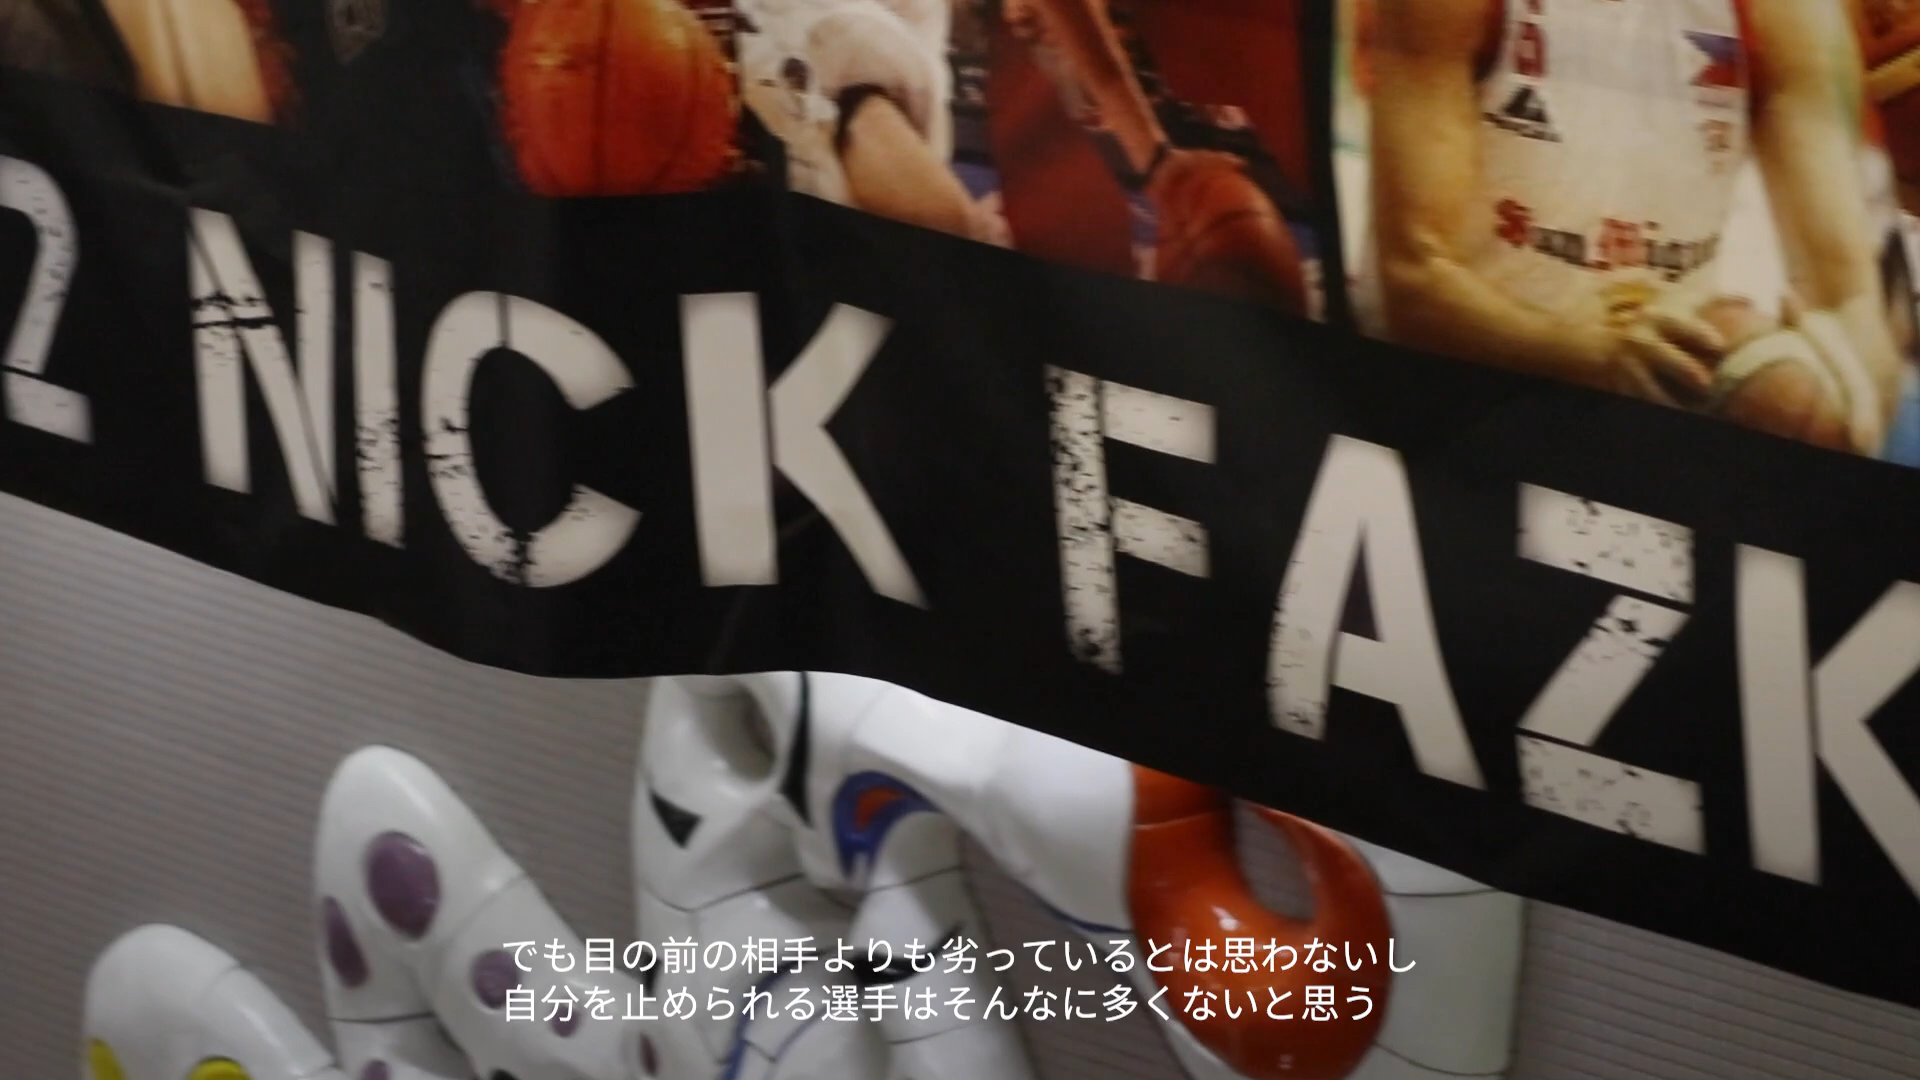 2 NICK FAZK
でも目の前の相手よりも劣っているとは思わないし
自分を止められる選手はそんなに多くないと思う